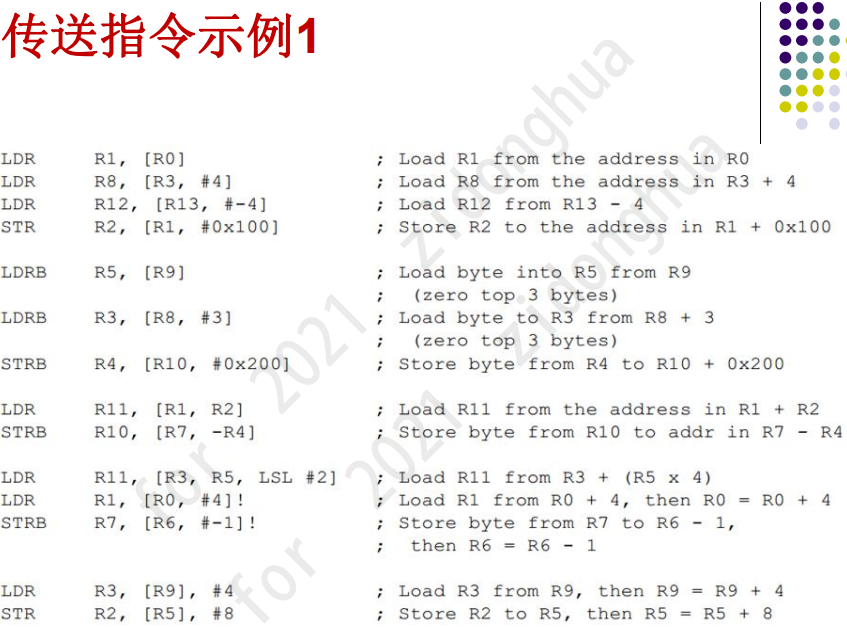 传送指令示例1
LDR R1, [R0] ; Load R1 from the address in R0
LDR R8, [R3, #4] ; Load R8 from the address in R3 + 4
LDR R12, [R13, #-4] ; Load R12 from R13 - 4
STR R2, [R1, #0x100] ; Store R2 to the address in R1 + 0x100
LDRB R5, [R9] ; Load byte into R5 from R9
; (zero top 3 bytes)
LDRB R3, [R8, #3] ; Load byte to R3 from R8 + 3
; (zero top 3 bytes)
STRB R4, [R10, #0x200] ; Store byte from R4 to R10 + 0x200
LDR R11, [R1, R2] ; Load R11 from the address in R1 + R2
STRB R10, [R7, -R4] ; Store byte from R10 to addr in R7 - R4
LDR R11, [R3, R5, LSL #2] ; Load R11 from R3 + (R5 x 4)
LDR R1, [R0, #4]! ; Load R1 from R0 + 4, then R0 = R0 + 4
STRB R7, [R6, #-1]! ; Store byte from R7 to R6 - 1,
; then R6 = R6 - 1
LDR R3, [R9], #4 ; Load R3 from R9, then R9 = R9 + 4
STR R2, [R5], #8 ; Store R2 to R5, then R5 = R5 + 8
for 2021 zidonghua
for 2021 zidonghua